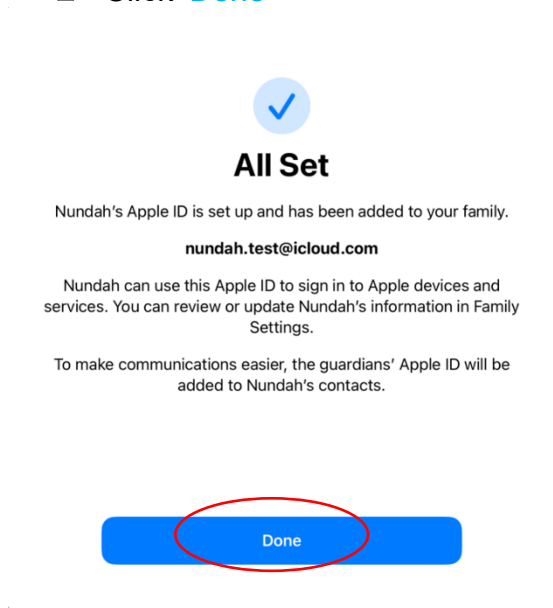 Click Done
All Set
Nundah's Apple ID is set up and has been added to your family.
nundah.test@icloud.com
Nundah can use this Apple ID to sign in to Apple devices and
services. You can review or update Nundah's information in Family
Settings.
To make communications easier, the guardians' Apple ID will be
added to Nundah's contacts.
Done